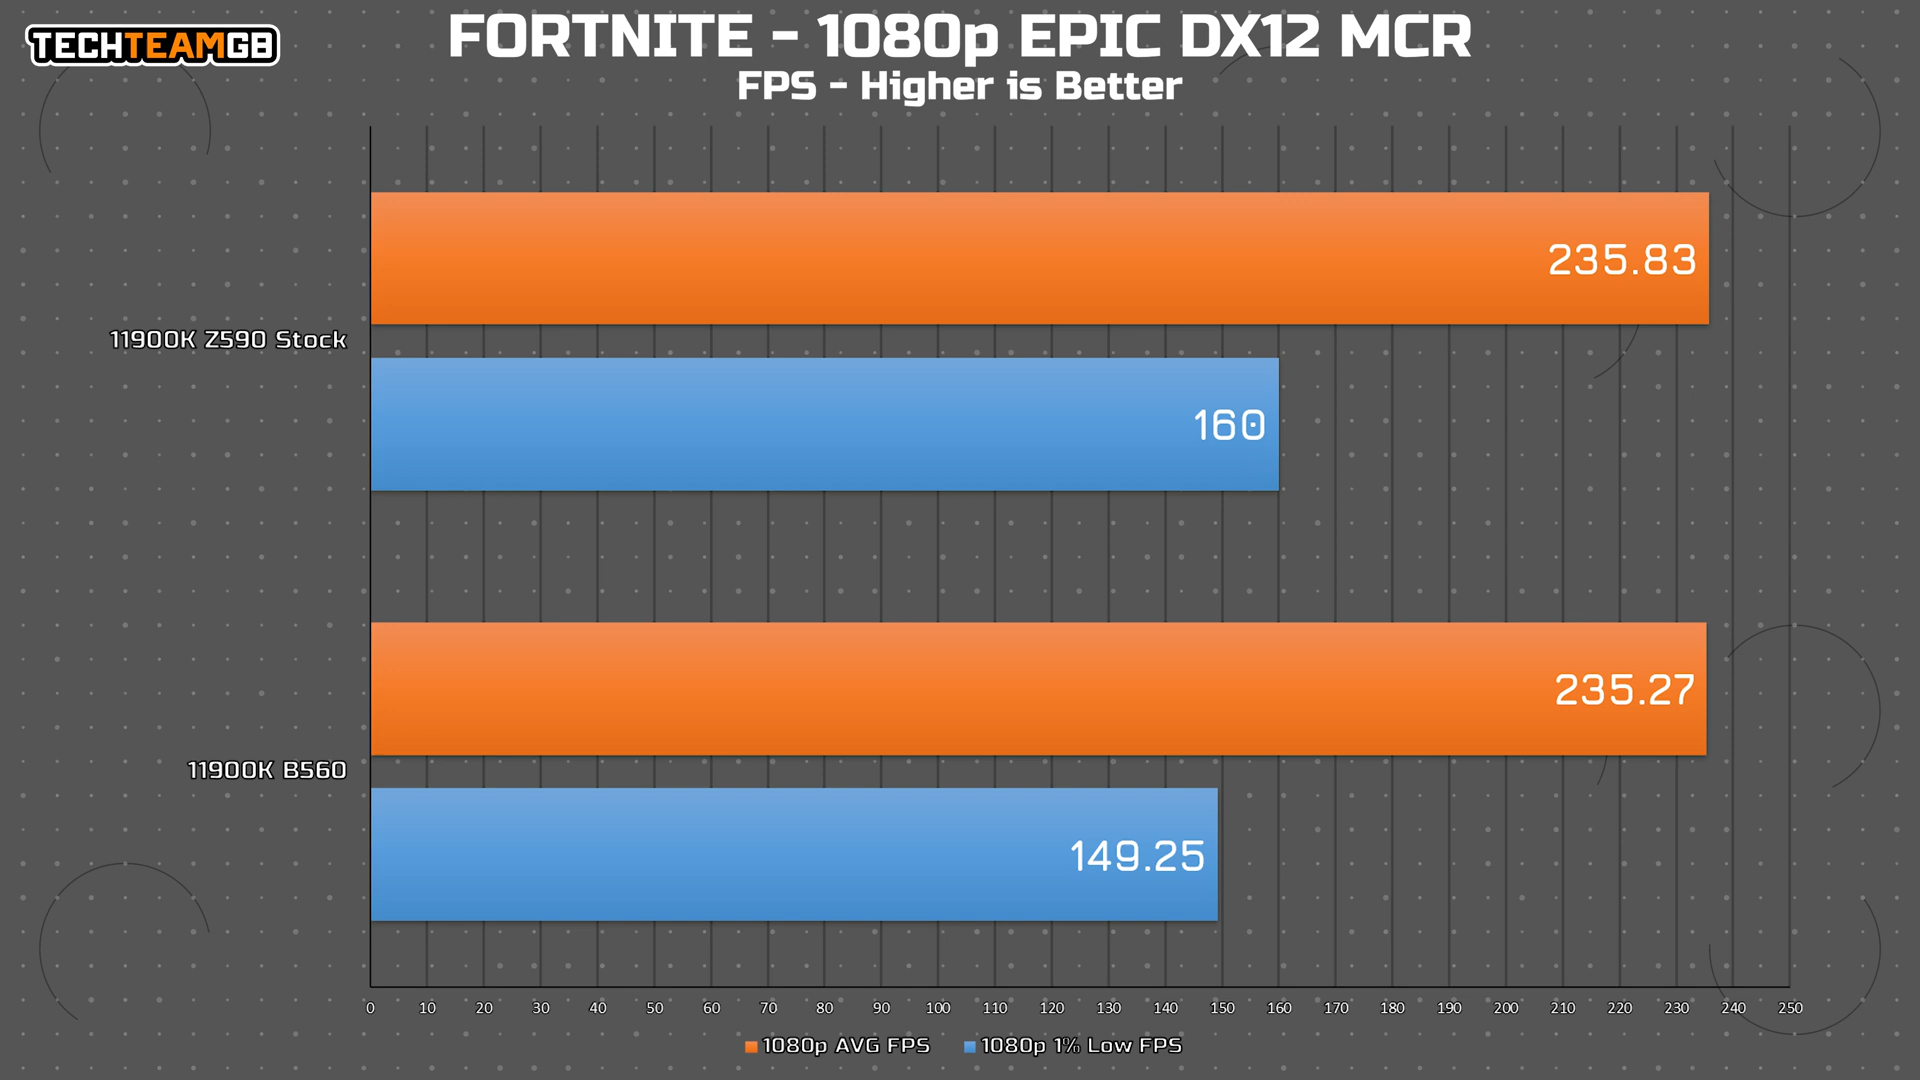 TECHTEAMGB
FORTNITE - 1080p EPIC DX12 MCR
FPS - Higher is Better
235.83
11900K Z590 Stock
160
235.27
11900K B560
149.25
0 10 20 30 40 50 60 70 80 90 100 110 120 130 140 150 160 170 180 190 200 210 220 230 240 250
1080p AVG FPS 1080p 1% Low FPS